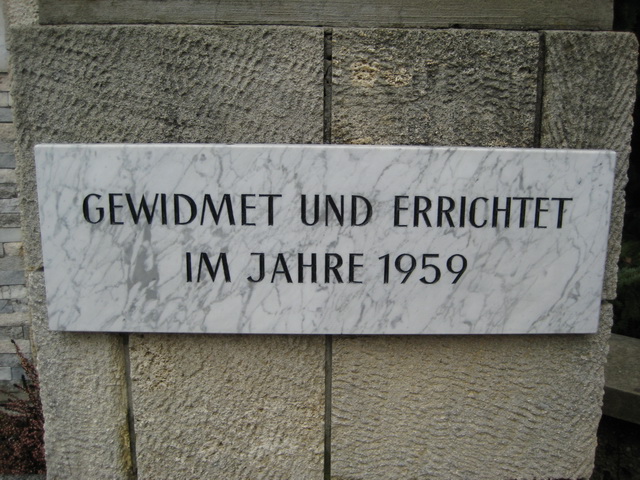 GEWIDMET UND ERRICHTET
IM JAHRE 1959